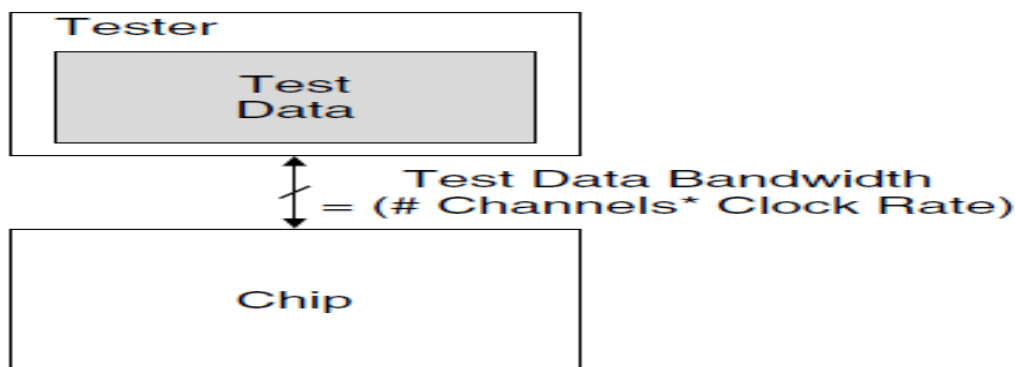 Tester
Test
Data
Test Data Bandwidth
= (# Channels* Clock Rate)
Chip